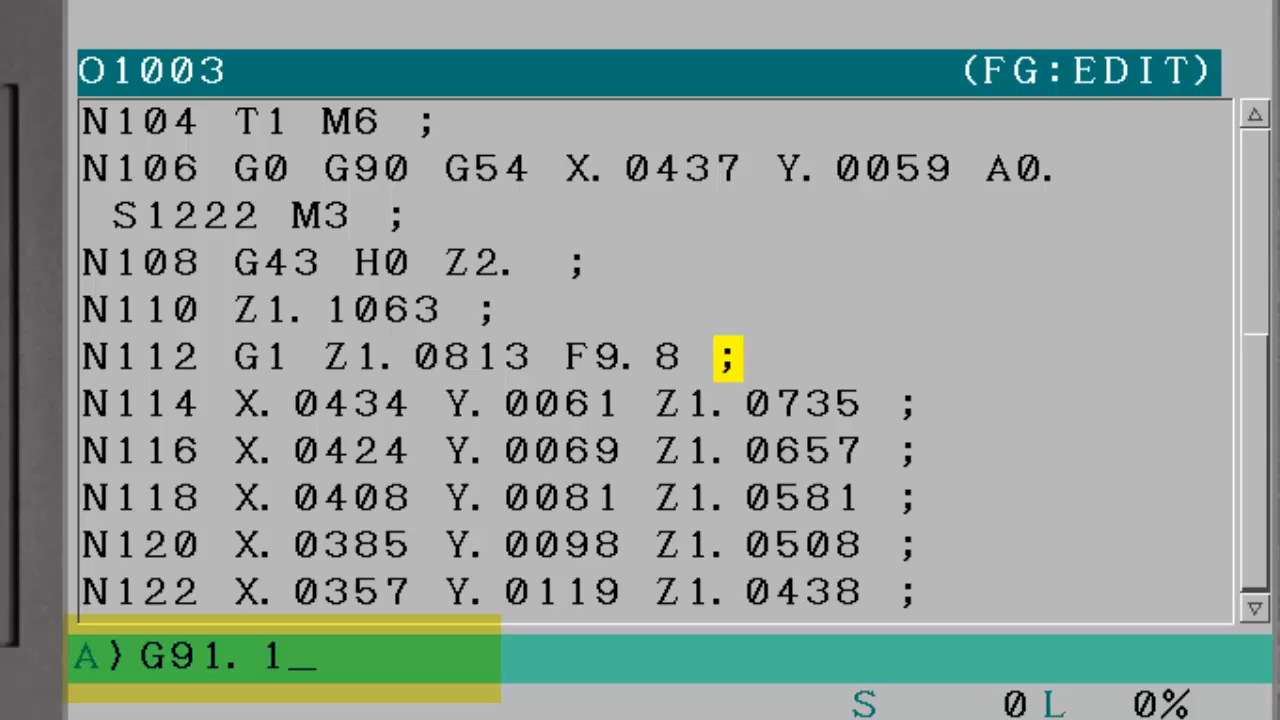 O1003 (FG:EDIT)
N104 T1 M6 ;
N106 G0 G90 G54 X.0437 Y.0059 A0.
S1222 M3 ;
N108 G43 H0 Z2. ;
N110 Z1.1063 ;
N112 G1 Z1.0813 F9.8 ;
N114 X.0434 Y.0061 Z1.0735 ;
N116 X.0424 Y.0069 Z1.0657 ;
N118 X.0408 Y.0081 Z1.0581 ;
N120 X.0385 Y.0098 Z1.0508 ;
N122 X.0357 Y.0119 Z1.0438 ;
A)G91.1_
S 0 L 0%